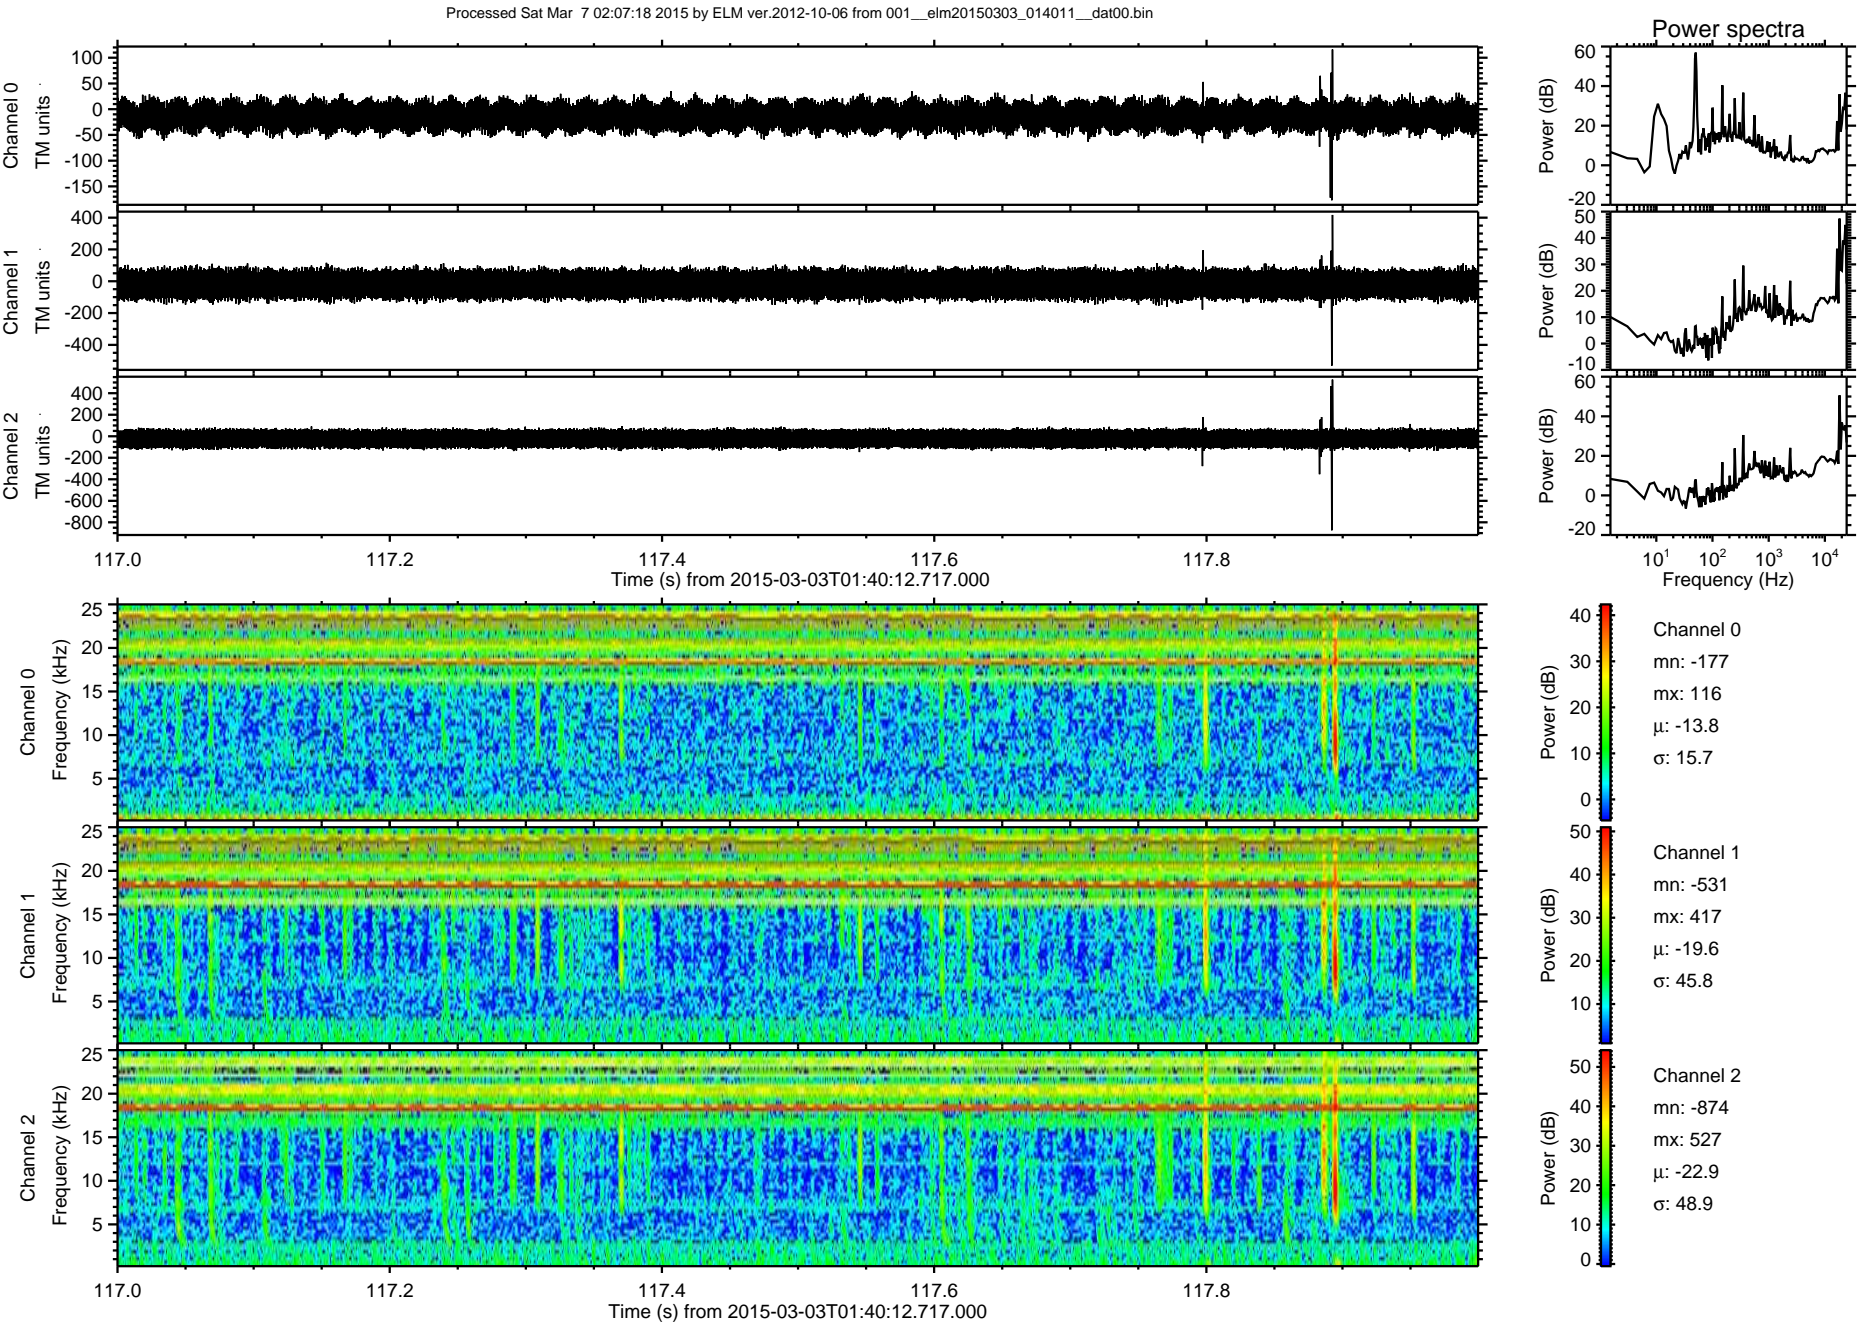 Processed Sat Mar  7 02:07:18 2015 by ELM ver.2012-10-06 from 001__elm20150303_014011__dat00.bin
Power spectra
Channel 0
TM units
100
50
0
-50
-100
-150
Power (dB)
60
40
20
0
-20
Channel 1
TM units
400
200
0
-200
-400
Power (dB)
50
40
30
20
10
0
-10
Channel 2
TM units
400
200
0
-200
-400
-600
-800
Power (dB)
60
40
20
0
-20
117.0 117.2 117.4 117.6 117.8
Time (s) from 2015-03-03T01:40:12.717.000
10^1 10^2 10^3 10^4
Frequency (Hz)
Channel 0
Frequency (kHz)
25
20
15
10
5
Power (dB)
40
30
20
10
0
Channel 0
mn: -177
mx: 116
μ: -13.8
σ: 15.7
Channel 1
Frequency (kHz)
25
20
15
10
5
Power (dB)
50
40
30
20
10
Channel 1
mn: -531
mx: 417
μ: -19.6
σ: 45.8
Channel 2
Frequency (kHz)
25
20
15
10
5
Power (dB)
50
40
30
20
10
0
Channel 2
mn: -874
mx: 527
μ: -22.9
σ: 48.9
117.0 117.2 117.4 117.6 117.8
Time (s) from 2015-03-03T01:40:12.717.000